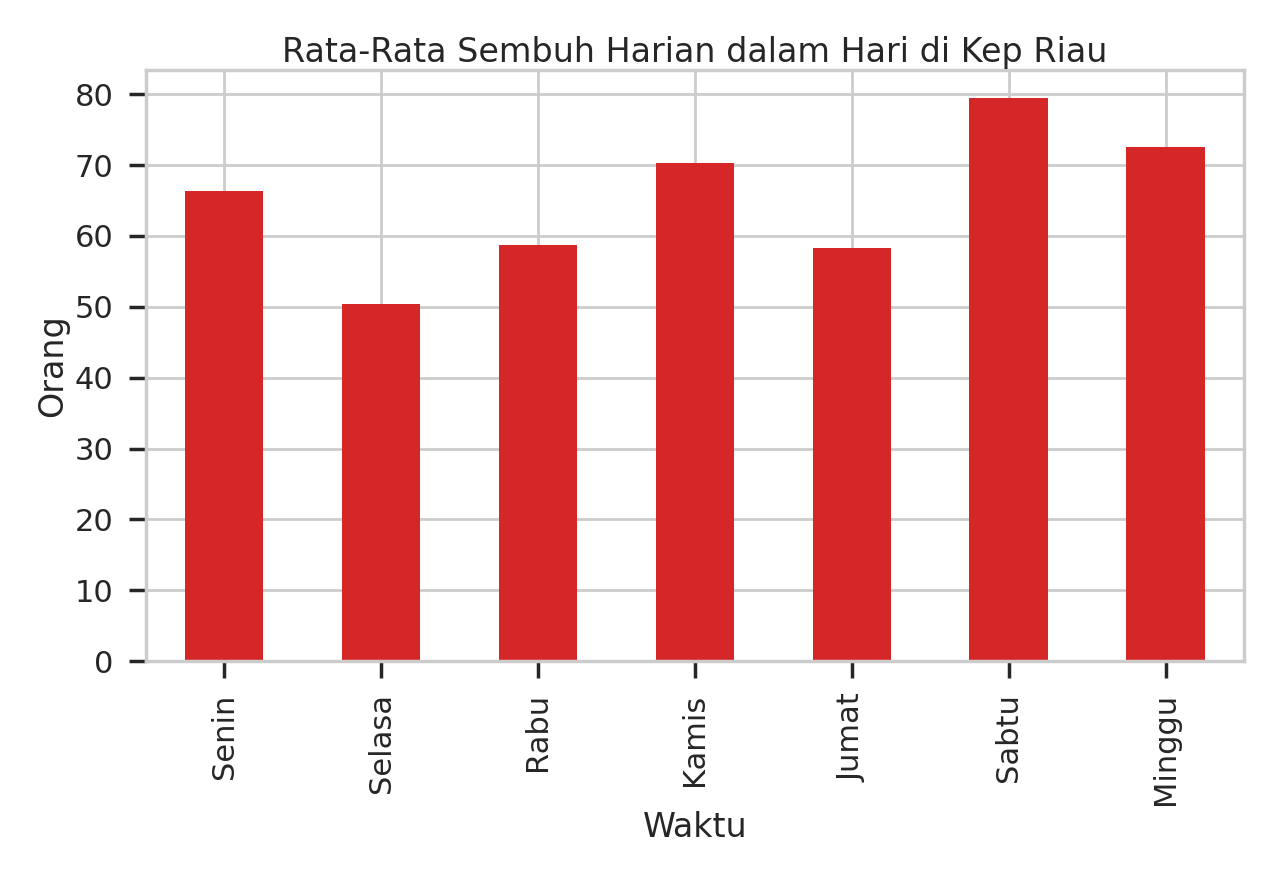 Rata-Rata Sembuh Harian dalam Hari di Kep Riau
Orang
80
70
60
50
40
30
20
10
0
Senin
Selasa
Rabu
Kamis
Jumat
Sabtu
Minggu
Waktu